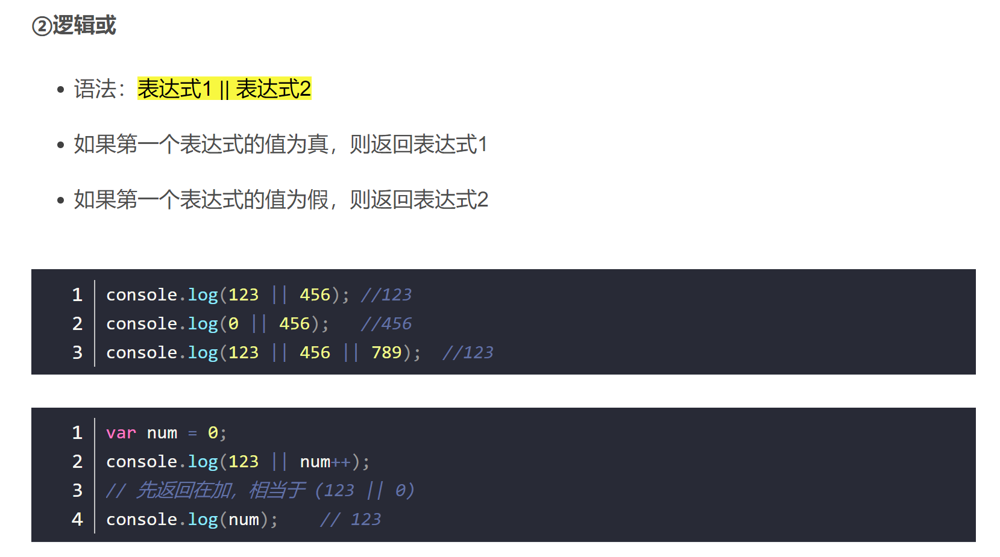 ②逻辑或
• 语法：表达式1 || 表达式2
• 如果第一个表达式的值为真，则返回表达式1
• 如果第一个表达式的值为假，则返回表达式2
1 console.log(123 || 456); //123
2 console.log(0 || 456);   //456
3 console.log(123 || 456 || 789);  //123
1 var num = 0;
2 console.log(123 || num++);
3 // 先返回在加，相当于 (123 || 0)
4 console.log(num);    // 123